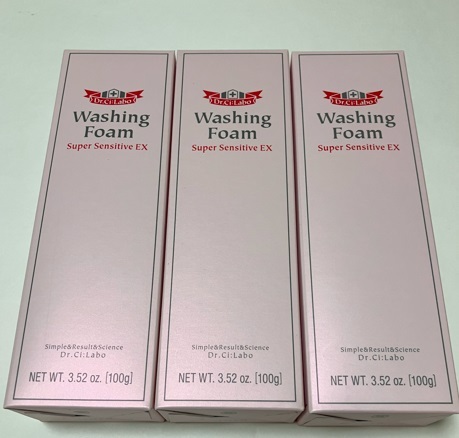 Dr.Ci:Labo
Washing
Foam
Super Sensitive EX
Simple&Result&Science
Dr.Ci:Labo
NET WT. 3.52 oz. [100g]
Dr.Ci:Labo
Washing
Foam
Super Sensitive EX
Simple&Result&Science
Dr.Ci:Labo
NET WT. 3.52 oz. [100g]
Dr.Ci:Labo
Washing
Foam
Super Sensitive EX
Simple&Result&Science
Dr.Ci:Labo
NET WT. 3.52 oz. [100g]